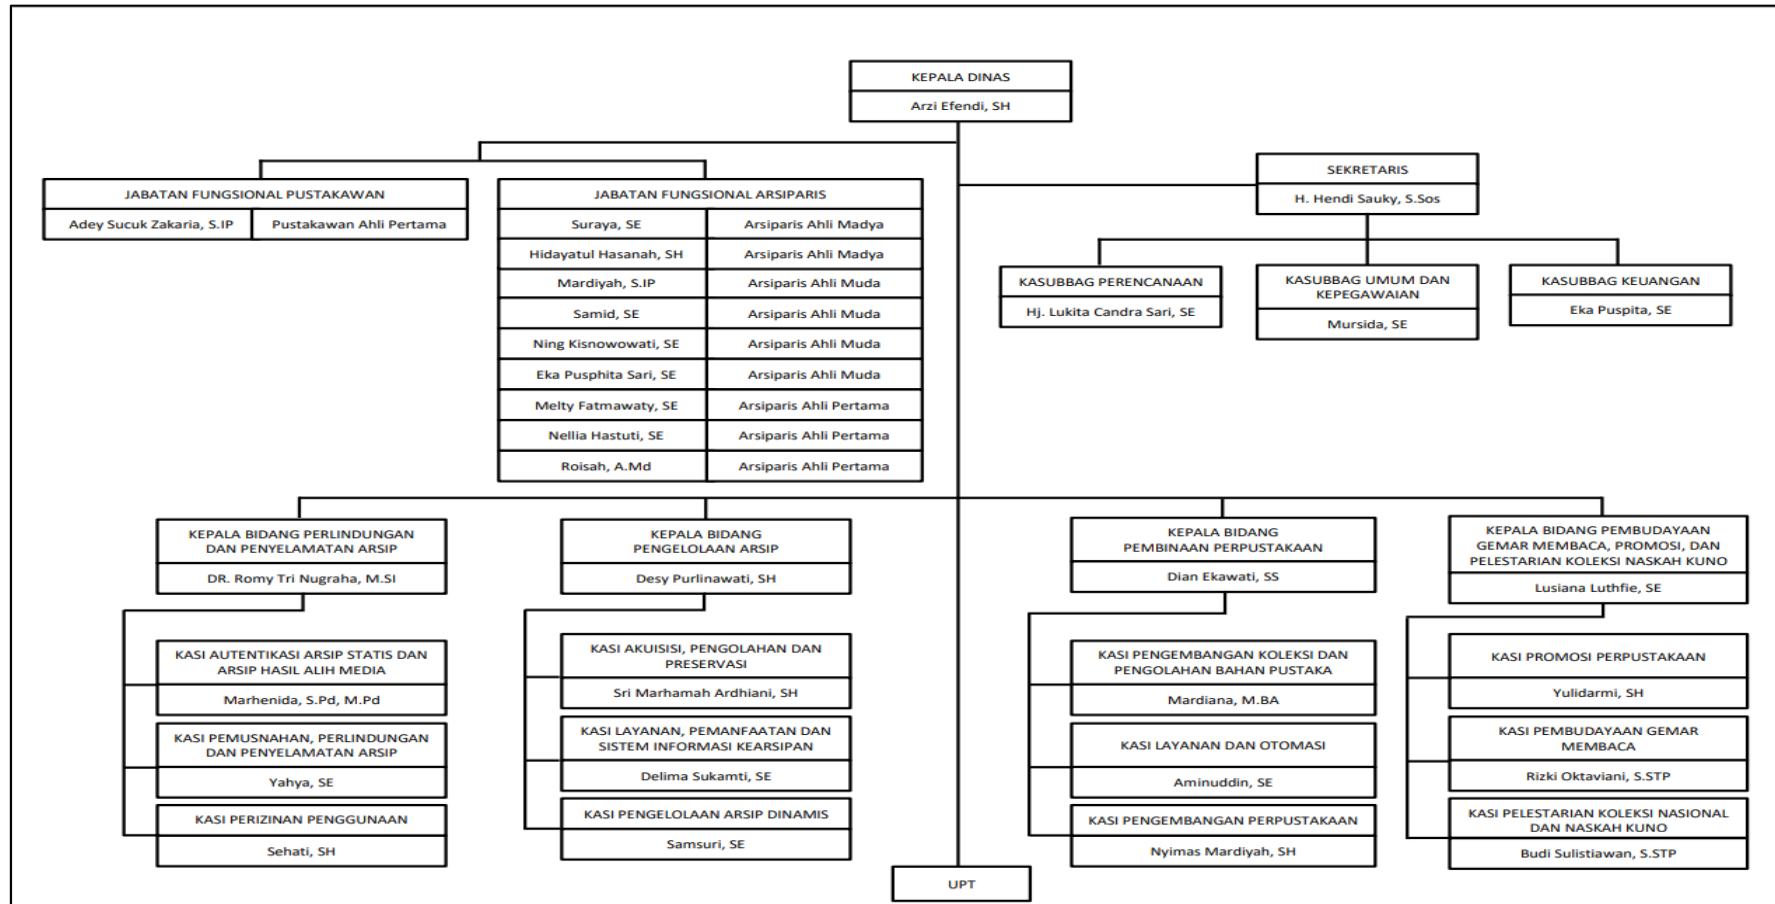 KEPALA DINAS
Arzi Efendi, SH
SEKRETARIS
H. Hendi Sauky, S.Sos
JABATAN FUNGSIONAL PUSTAKAWAN
Adey Sucuk Zakaria, S.IP
Pustakawan Ahli Pertama
JABATAN FUNGSIONAL ARSIPARIS
Suraya, SE
Arsiparis Ahli Madya
Hidayatul Hasanah, SH
Arsiparis Ahli Madya
Mardiyah, S.IP
Arsiparis Ahli Muda
Samid, SE
Arsiparis Ahli Muda
Ning Kisnowowati, SE
Arsiparis Ahli Muda
Eka Pusphita Sari, SE
Arsiparis Ahli Muda
Melty Fatmawaty, SE
Arsiparis Ahli Pertama
Nellia Hastuti, SE
Arsiparis Ahli Pertama
Roisah, A.Md
Arsiparis Ahli Pertama
KASUBBAG PERENCANAAN
Hj. Lukita Candra Sari, SE
KASUBBAG UMUM DAN
KEPEGAWAIAN
Mursida, SE
KASUBBAG KEUANGAN
Eka Puspita, SE
KEPALA BIDANG PERLINDUNGAN
DAN PENYELAMATAN ARSIP
DR. Romy Tri Nugraha, M.SI
KASI AUTENTIKASI ARSIP STATIS DAN
ARSIP HASIL ALIH MEDIA
Marhenida, S.Pd, M.Pd
KASI PEMUSNAHAN, PERLINDUNGAN
DAN PENYELAMATAN ARSIP
Yahya, SE
KASI PERIZINAN PENGGUNAAN
Sehati, SH
KEPALA BIDANG
PENGELOLAAN ARSIP
Desy Purlinawati, SH
KASI AKUISISI, PENGOLAHAN DAN
PRESERVASI
Sri Marhamah Ardhiani, SH
KASI LAYANAN, PEMANFAATAN DAN
SISTEM INFORMASI KEARSIPAN
Delima Sukamti, SE
KASI PENGELOLAAN ARSIP DINAMIS
Samsuri, SE
KEPALA BIDANG
PEMBINAAN PERPUSTAKAAN
Dian Ekawati, SS
KASI PENGEMBANGAN KOLEKSI DAN
PENGOLAHAN BAHAN PUSTAKA
Mardiana, M.BA
KASI LAYANAN DAN OTOMASI
Aminuddin, SE
KASI PENGEMBANGAN PERPUSTAKAAN
Nyimas Mardiyah, SH
KEPALA BIDANG PEMBUDAYAAN
GEMAR MEMBACA, PROMOSI, DAN
PELESTARIAN KOLEKSI NASKAH KUNO
Lusiana Luthfie, SE
KASI PROMOSI PERPUSTAKAAN
Yulidarmi, SH
KASI PEMBUDAYAAN GEMAR
MEMBACA
Rizki Oktaviani, S.STP
KASI PELESTARIAN KOLEKSI NASIONAL
DAN NASKAH KUNO
Budi Sulistiawan, S.STP
UPT